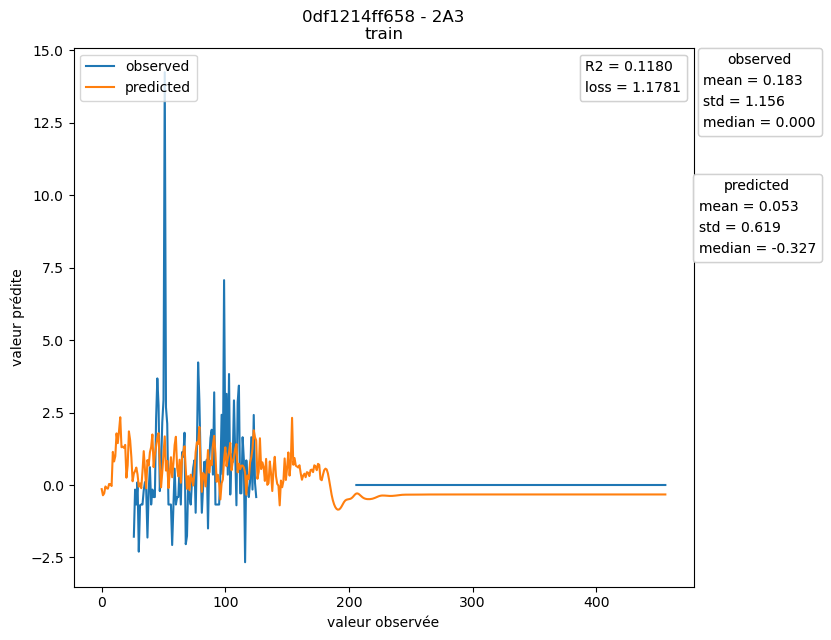 0df1214ff658 - 2A3
train
observed
predicted
R2 = 0.1180
loss = 1.1781
observed
mean = 0.183
std = 1.156
median = 0.000
predicted
mean = 0.053
std = 0.619
median = -0.327
15.0
12.5
10.0
7.5
5.0
2.5
0.0
−2.5
valeur prédite
0
100
200
300
400
valeur observée